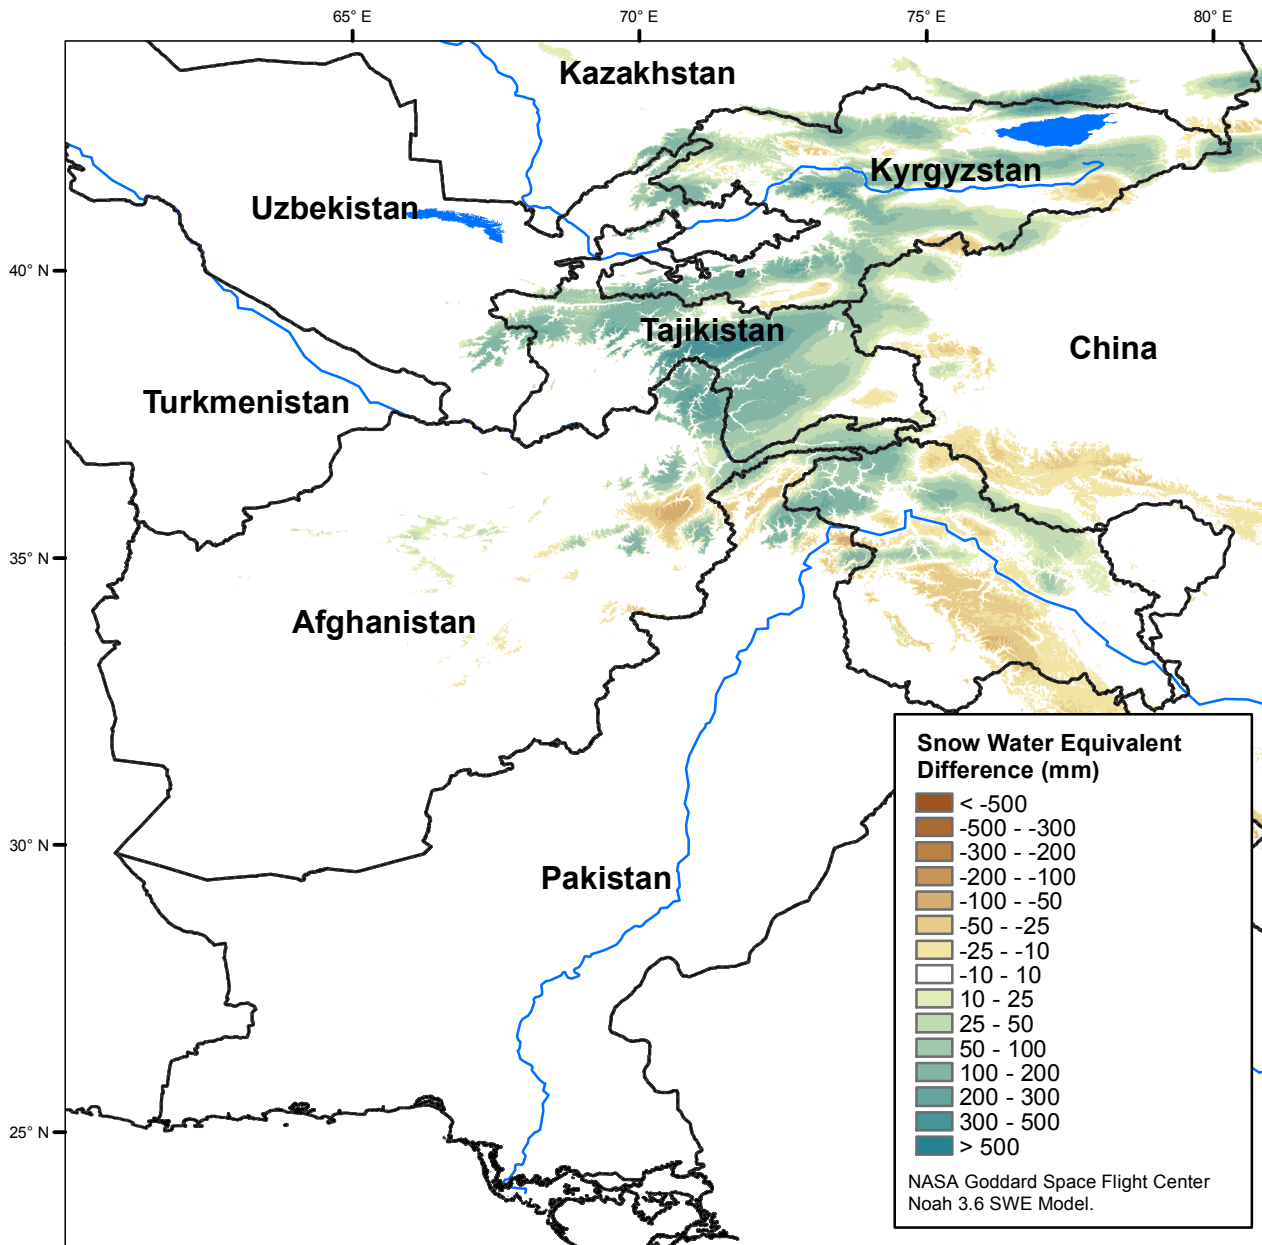 65° E
70° E
75° E
80° E
Kazakhstan
Kyrgyzstan
Uzbekistan
40° N
Tajikistan
China
Turkmenistan
35° N
Afghanistan
Snow Water Equivalent
Difference (mm)
< -500
-500 - -300
-300 - -200
-200 - -100
-100 - -50
-50 - -25
-25 - -10
-10 - 10
10 - 25
25 - 50
50 - 100
100 - 200
200 - 300
300 - 500
> 500
30° N
Pakistan
25° N
NASA Goddard Space Flight Center
Noah 3.6 SWE Model.